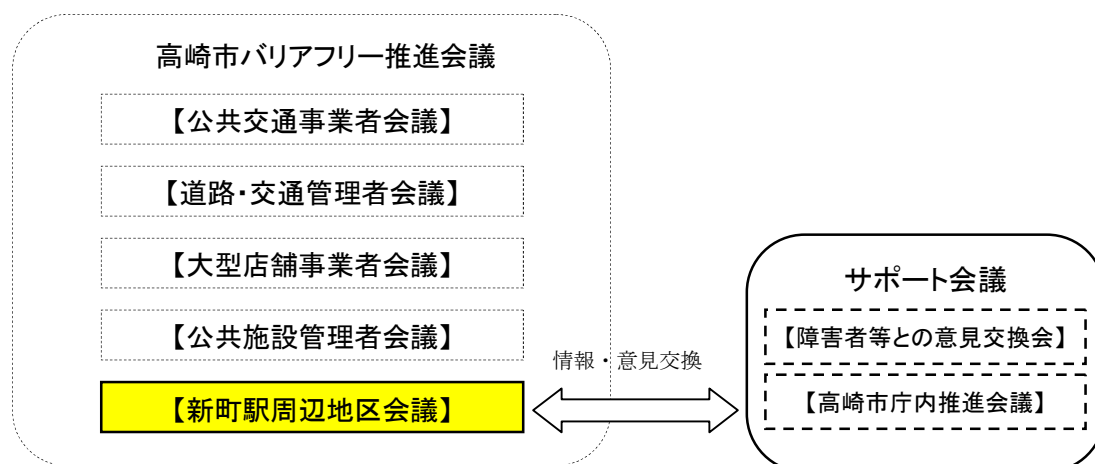 高崎市バリアフリー推進会議
【公共交通事業者会議】
【道路・交通管理者会議】
【大型店舗事業者会議】
【公共施設管理者会議】
【新町駅周辺地区会議】
情報・意見交換
サポート会議
【障害者等との意見交換会】
【高崎市庁内推進会議】